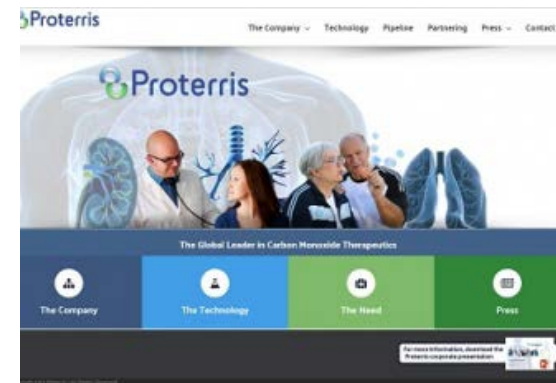 Proterris
The Company Technology Pipeline Partnering Press Contact
Proterris
The Global Leader in Carbon Monoxide Therapeutics
The Company The Technology The Need Press
For more information, download the
Proterris corporate presentation